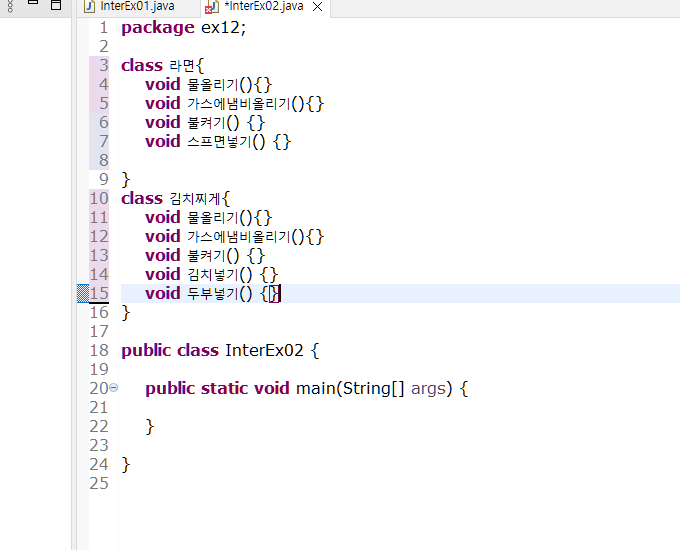 InterEx01.java *InterEx02.java
1 package ex12;
2
3 class 라면{
4 void 물올리기(){}
5 void 가스에냄비올리기(){}
6 void 불켜기() {}
7 void 스프면넣기() {}
8
9 }
10 class 김치찌게{
11 void 물올리기(){}
12 void 가스에냄비올리기(){}
13 void 불켜기() {}
14 void 김치넣기() {}
15 void 두부넣기() {}
16 }
17
18 public class InterEx02 {
19
20 public static void main(String[] args) {
21
22 }
23
24 }
25